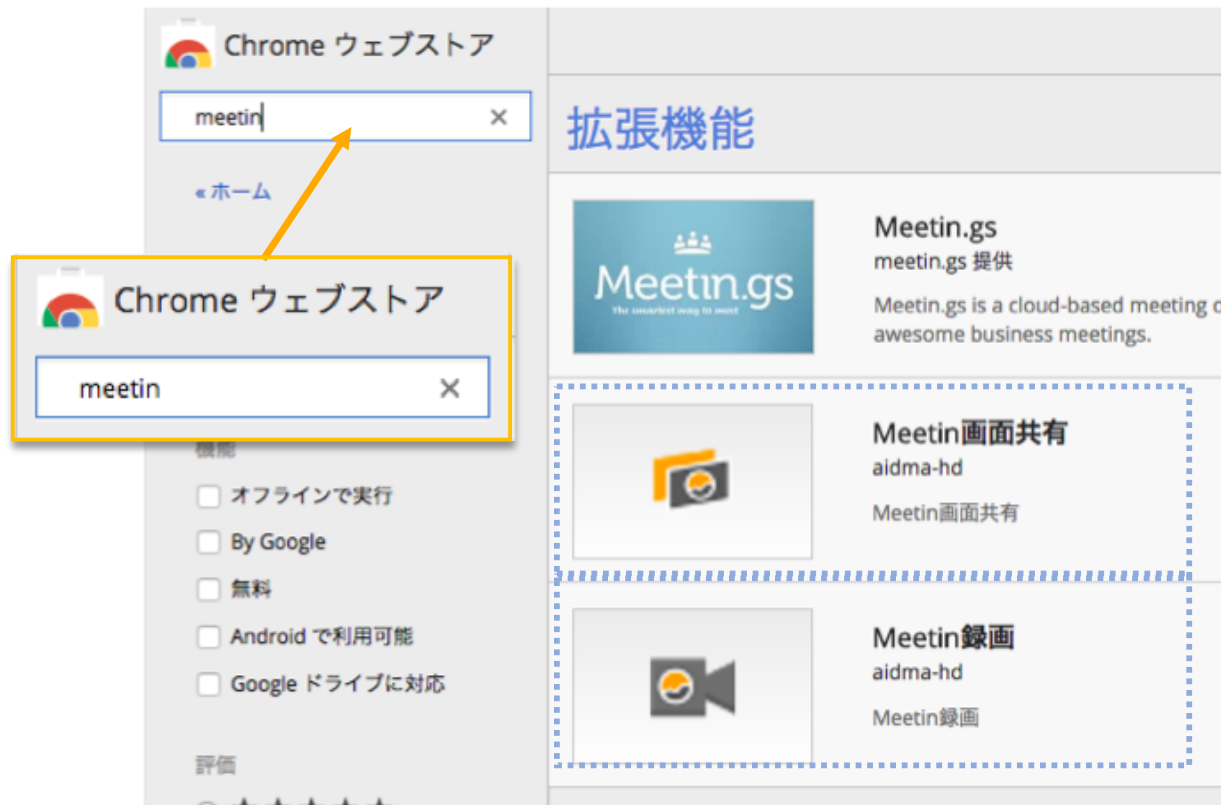 Chrome ウェブストア
meetin
«ホーム
Chrome ウェブストア
meetin
機能
オフラインで実行
By Google
無料
Android で利用可能
Google ドライブに対応
評価
拡張機能
Meetin.gs
The smartest way to meet
Meetin.gs
meetin.gs 提供
Meetin.gs is a cloud-based meeting
awesome business meetings.
Meetin画面共有
aidma-hd
Meetin画面共有
Meetin録画
aidma-hd
Meetin録画